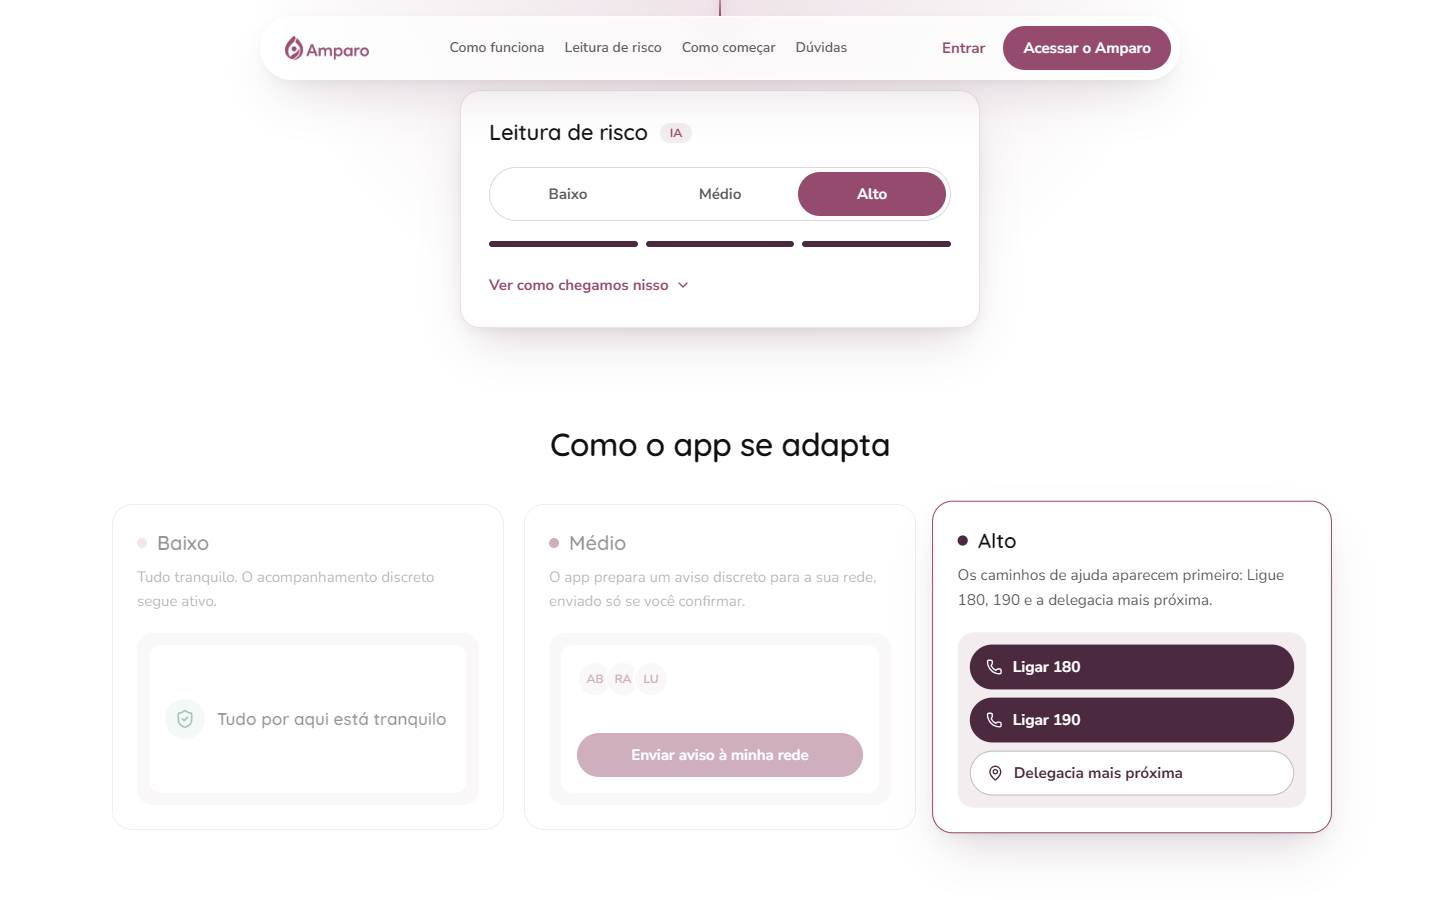 Amparo
Como funciona
Leitura de risco
Como começar
Dúvidas
Entrar
Acessar o Amparo
Leitura de risco
IA
Baixo
Médio
Alto
Ver como chegamos nisso
Como o app se adapta
Baixo
Tudo tranquilo. O acompanhamento discreto
segue ativo.
Tudo por aqui está tranquilo
Médio
O app prepara um aviso discreto para a sua rede,
enviado só se você confirmar.
AB
RA
LU
Enviar aviso à minha rede
Alto
Os caminhos de ajuda aparecem primeiro: Ligue
180, 190 e a delegacia mais próxima.
Ligar 180
Ligar 190
Delegacia mais próxima